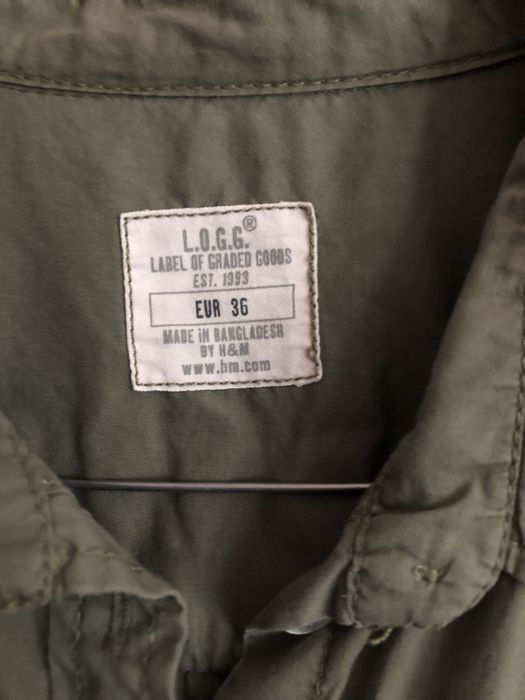 L.O.G.G.®
LABEL OF GRADED GOODS
EST. 1993
EUR 36
MADE iN BANGLADESH
BY H&M
www.hm.com